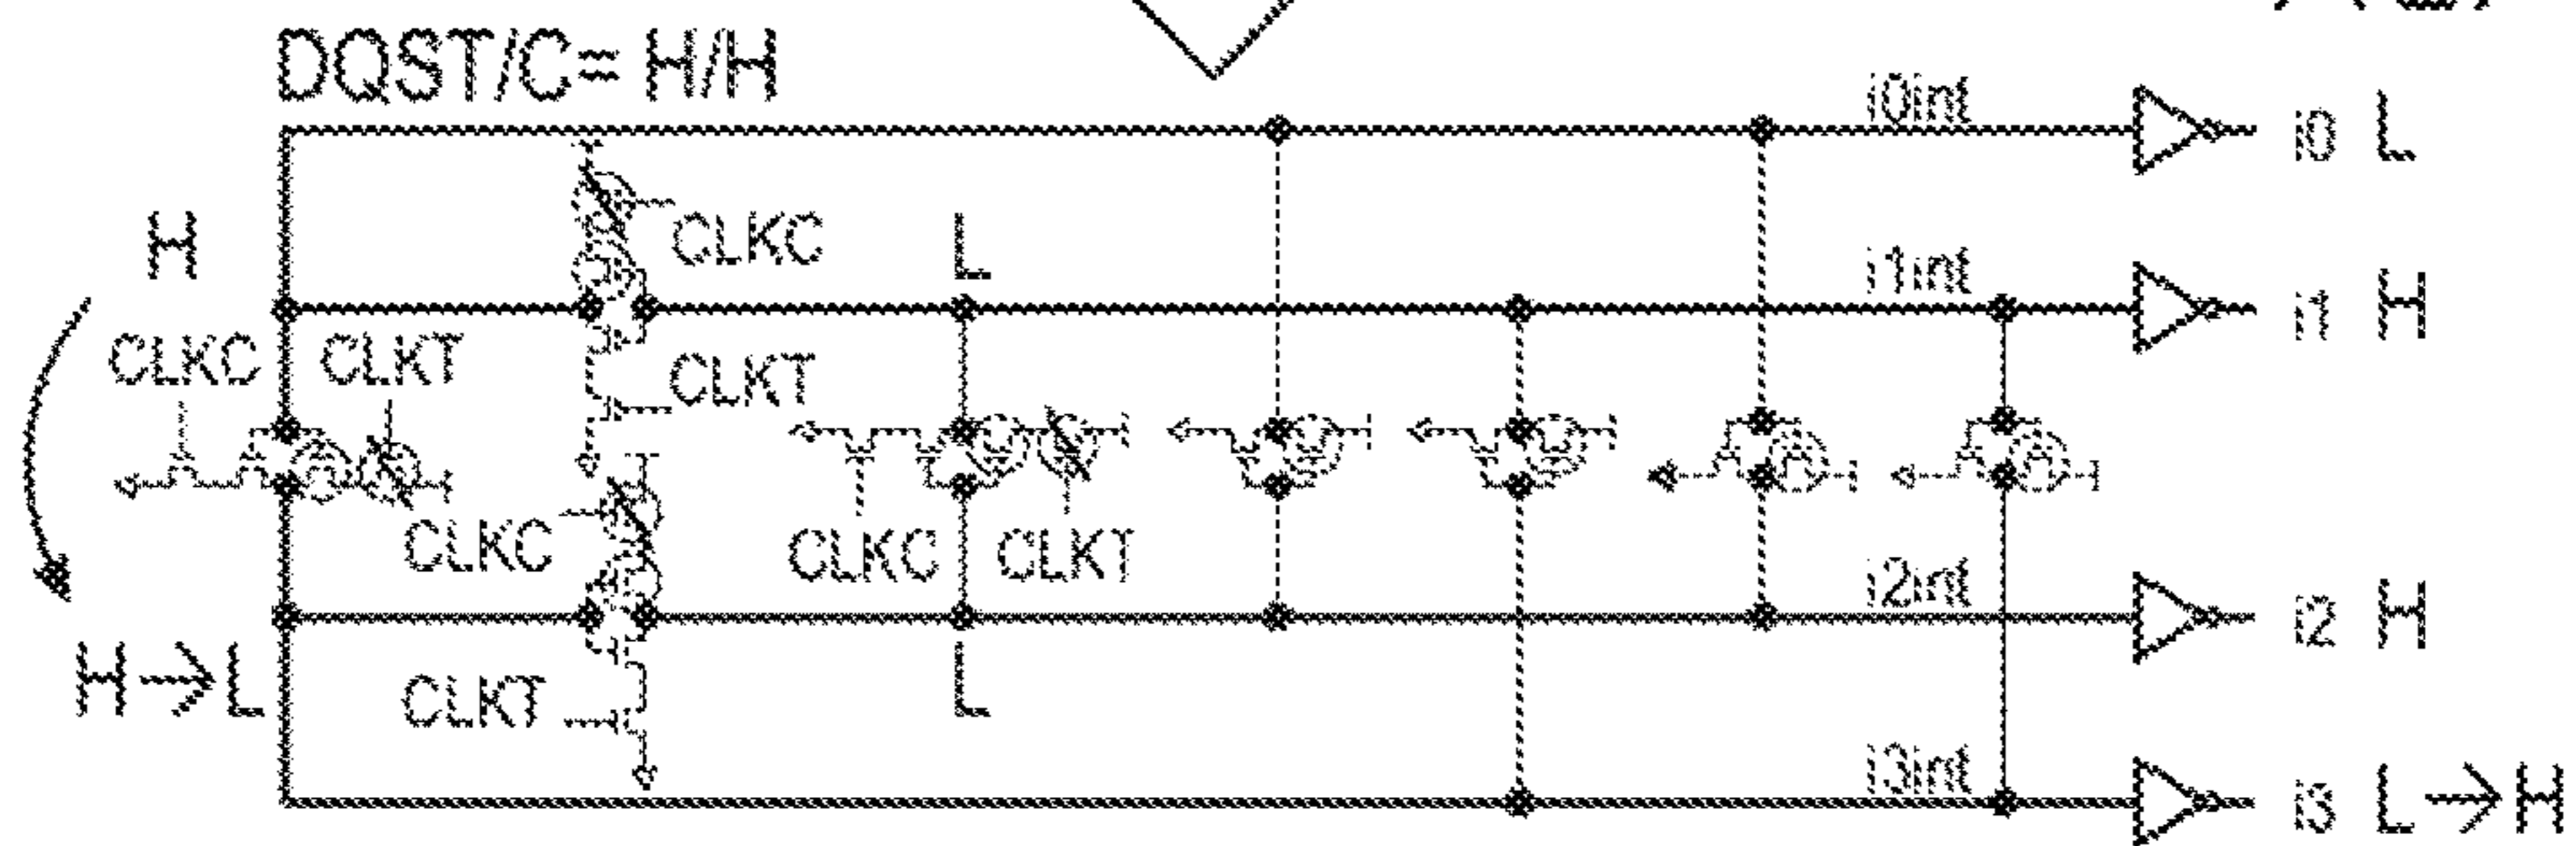 DQST/C= H/H
i0int
i0 L
H
CLKC
L
i1int
i1 H
CLKC
CLKT
CLKT
CLKC
CLKC
CLKT
i2int
i2 H
H→L
CLKT
L
i3int
i3 L→H